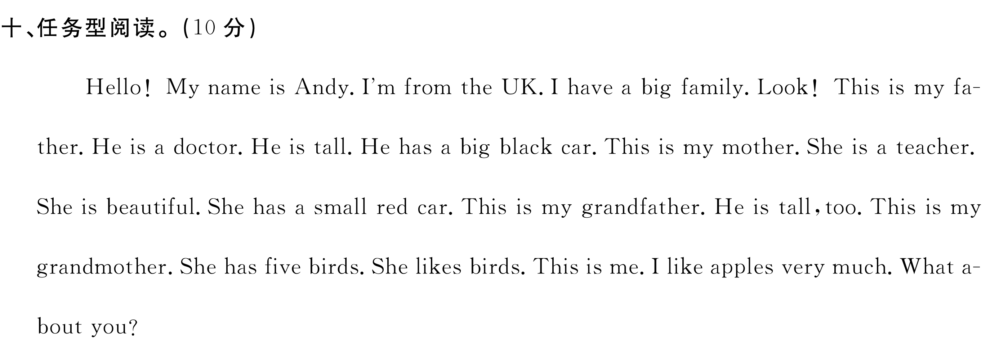 十、任务型阅读。(10 分)
Hello! My name is Andy. I'm from the UK. I have a big family. Look! This is my fa-
ther. He is a doctor. He is tall. He has a big black car. This is my mother. She is a teacher.
She is beautiful. She has a small red car. This is my grandfather. He is tall, too. This is my
grandmother. She has five birds. She likes birds. This is me. I like apples very much. What a-
bout you?